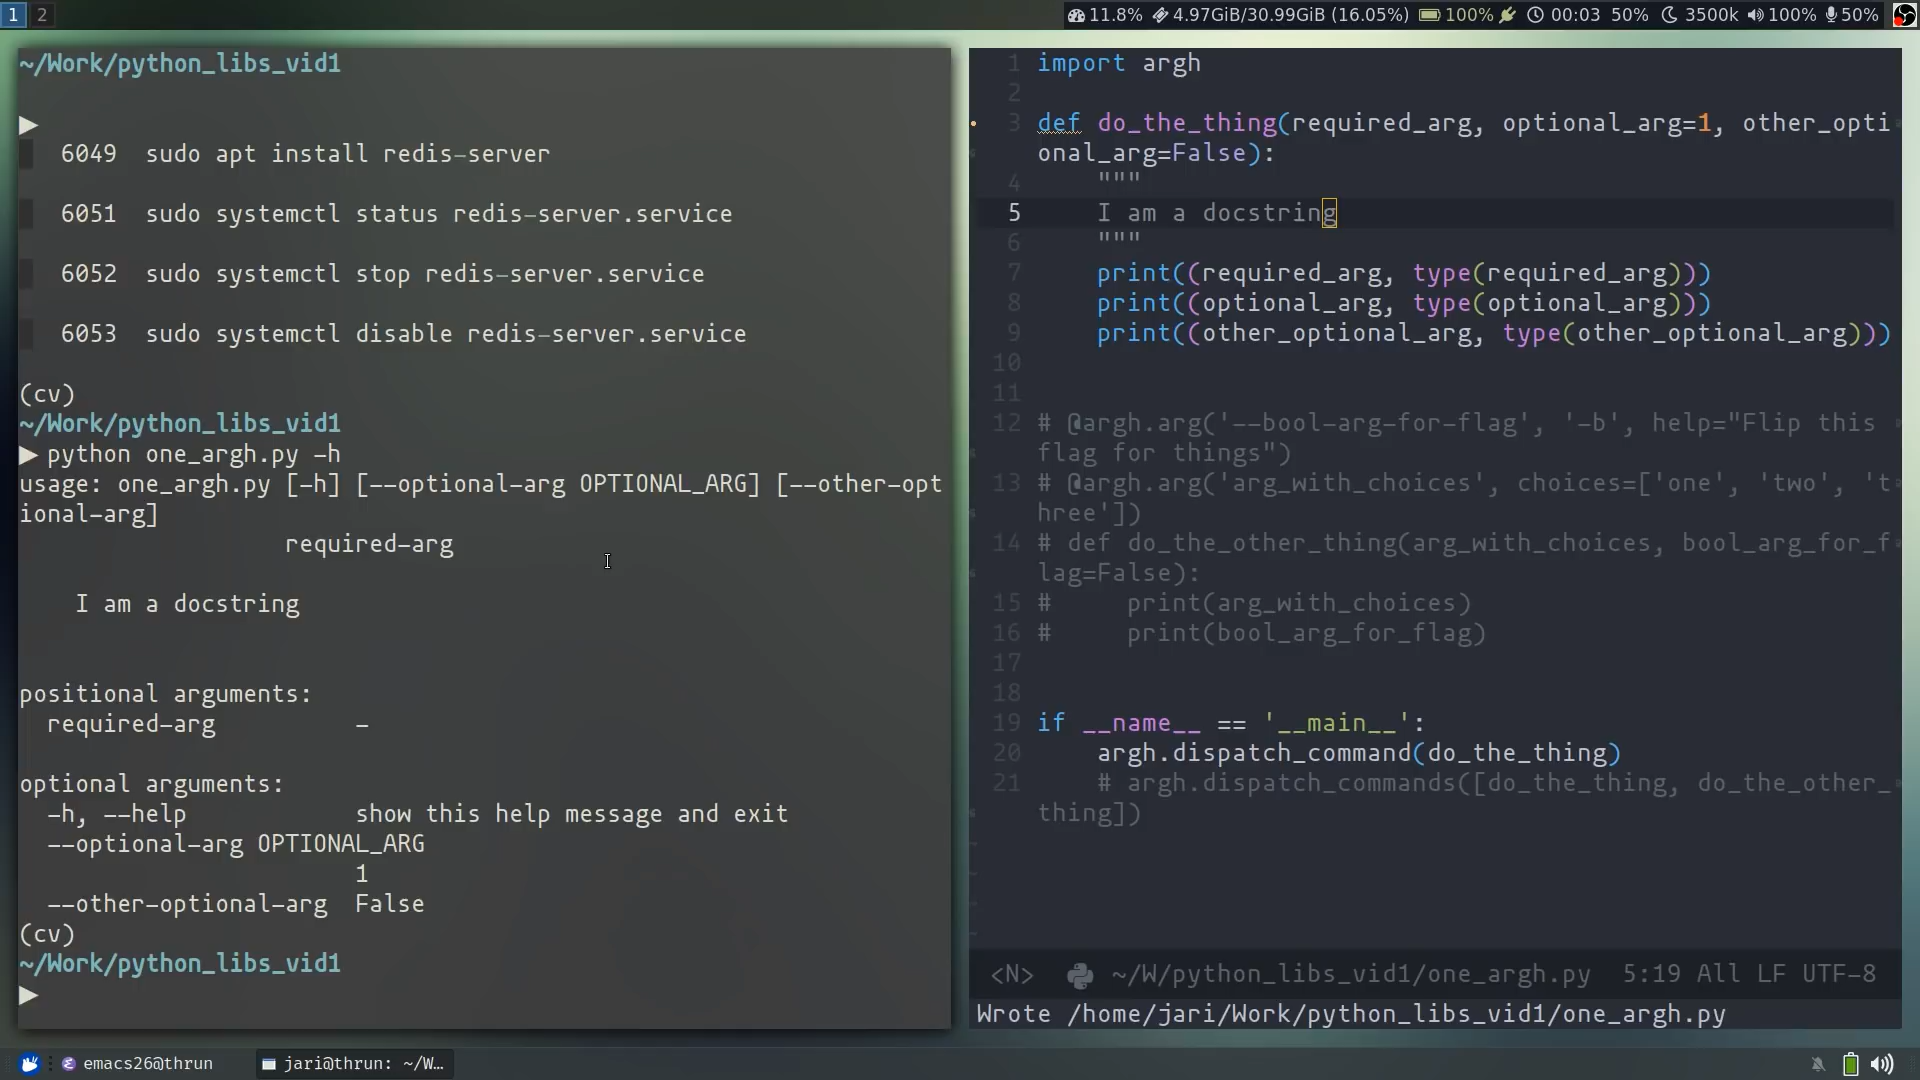 1 2
11.8% 4.97GiB/30.99GiB (16.05%) 100% 00:03 50% 3500k 100% 50%
~/Work/python_libs_vid1
▶
6049 sudo apt install redis-server
6051 sudo systemctl status redis-server.service
6052 sudo systemctl stop redis-server.service
6053 sudo systemctl disable redis-server.service
(cv)
~/Work/python_libs_vid1
▶ python one_argh.py -h
usage: one_argh.py [-h] [--optional-arg OPTIONAL_ARG] [--other-opt
ional-arg]
required-arg
I am a docstring
positional arguments:
required-arg -
optional arguments:
-h, --help show this help message and exit
--optional-arg OPTIONAL_ARG
1
--other-optional-arg False
(cv)
~/Work/python_libs_vid1
▶
1 import argh
2
3 def do_the_thing(required_arg, optional_arg=1, other_opti
onal_arg=False):
4 """
5 I am a docstring
6 """
7 print((required_arg, type(required_arg)))
8 print((optional_arg, type(optional_arg)))
9 print((other_optional_arg, type(other_optional_arg)))
10
11
12 # @argh.arg('--bool-arg-for-flag', '-b', help="Flip this
flag for things")
13 # @argh.arg('arg_with_choices', choices=['one', 'two', 't
hree'])
14 # def do_the_other_thing(arg_with_choices, bool_arg_for_f
lag=False):
15 # print(arg_with_choices)
16 # print(bool_arg_for_flag)
17
18
19 if __name__ == '__main__':
20 argh.dispatch_command(do_the_thing)
21 # argh.dispatch_commands([do_the_thing, do_the_other_
thing])
<N> ~/W/python_libs_vid1/one_argh.py 5:19 All LF UTF-8
Wrote /home/jari/Work/python_libs_vid1/one_argh.py
emacs26@thrun jari@thrun: ~/W...